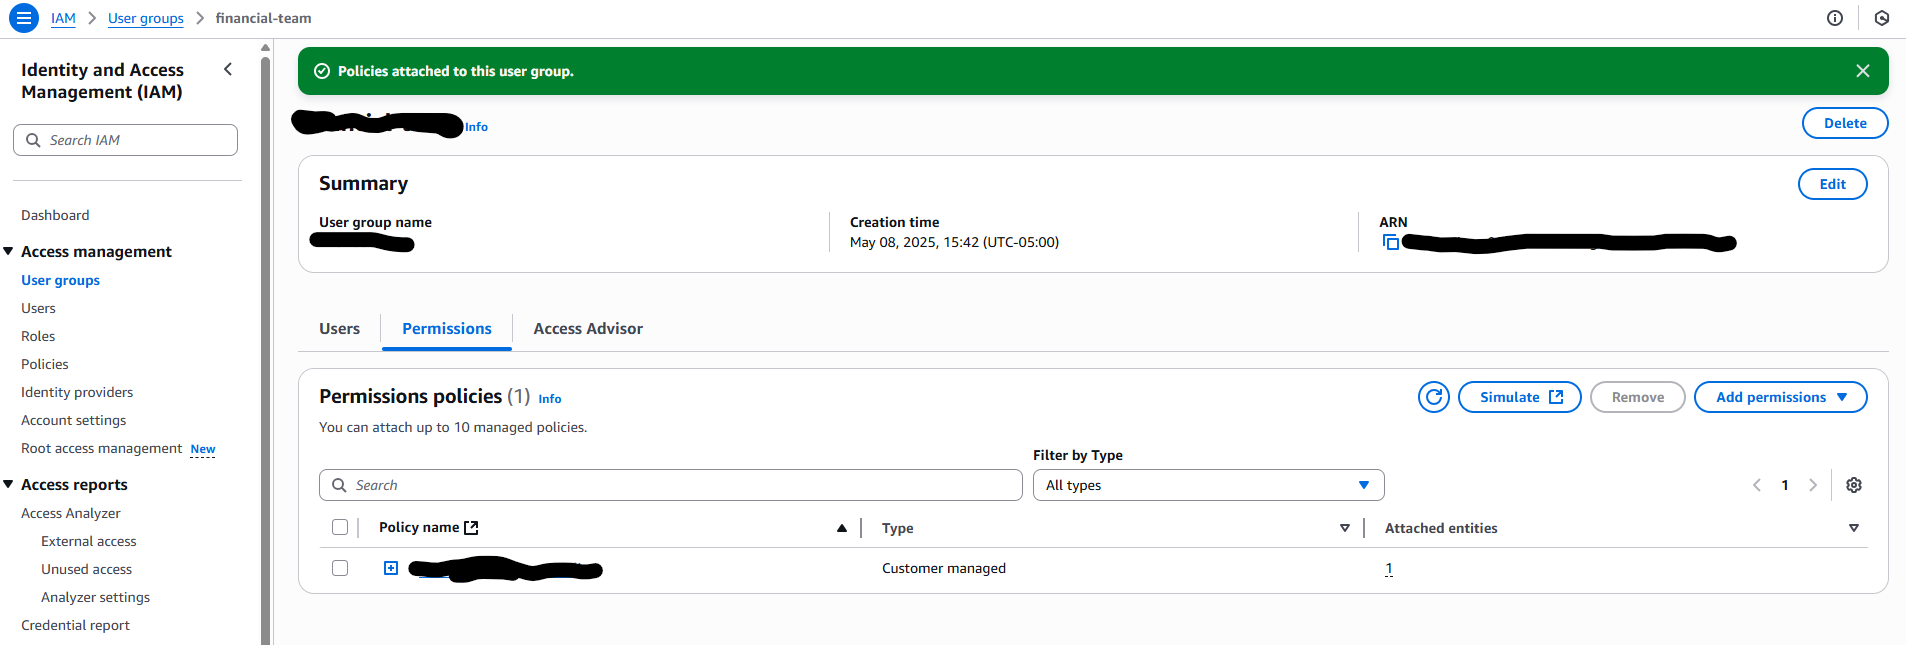 IAM > User groups > financial-team
Identity and Access
Management (IAM)
Search IAM
Dashboard
Access management
User groups
Users
Roles
Policies
Identity providers
Account settings
Root access management New
Access reports
Access Analyzer
External access
Unused access
Analyzer settings
Credential report
Policies attached to this user group.
Info
Delete
Summary
Edit
User group name
Creation time
May 08, 2025, 15:42 (UTC-05:00)
ARN
Users
Permissions
Access Advisor
Permissions policies (1) Info
Simulate
Remove
Add permissions
You can attach up to 10 managed policies.
Filter by Type
Search
All types
1
Policy name
Type
Attached entities
Customer managed
1